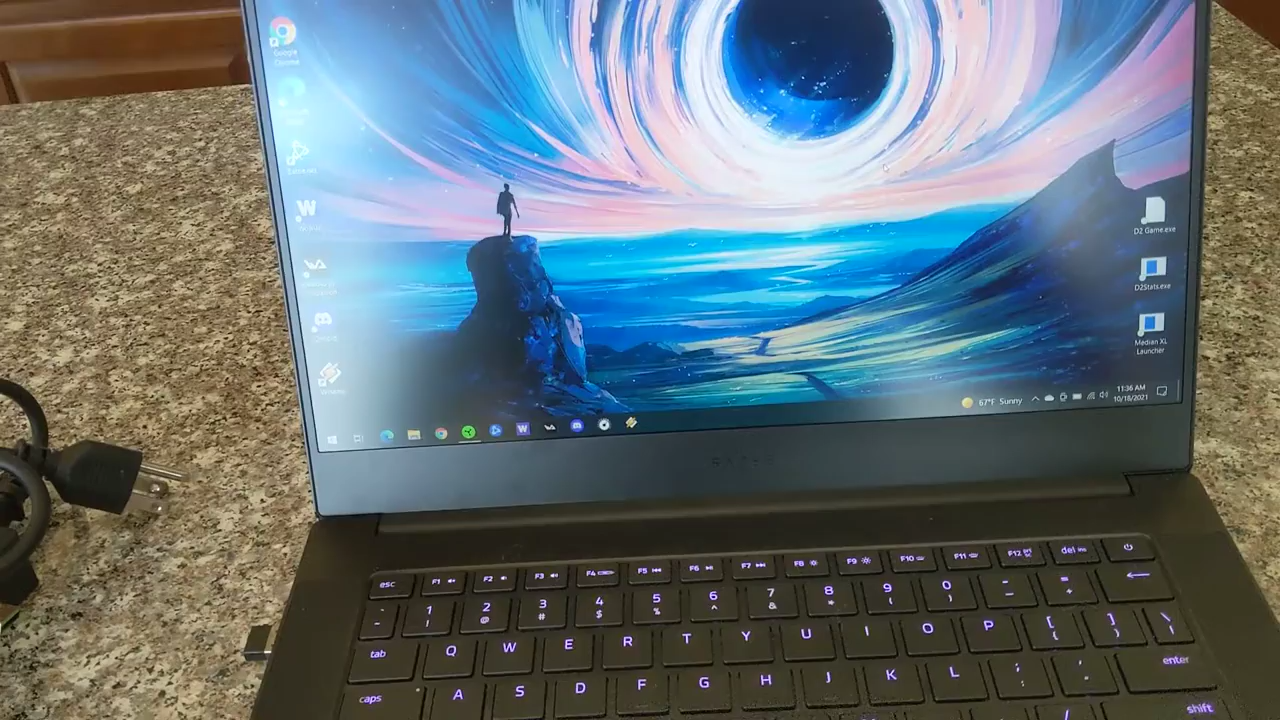 Google
Chrome
W
D2 Game.exe
D2Stats.exe
Median XL
Launcher
67°F Sunny
11:36 AM
10/18/2021
W
RAZER
esc F1 F2 F3 F4 F5 F6 F7 F8 F9 F10 F11 F12 del
~ 1 ! 2 @ 3 # 4 $ 5 % 6 ^ 7 & 8 * 9 ( 0 ) - _ = +
tab Q W E R T Y U I O P [ { ] } \ |
caps A S D F G H J K L ; : ' " enter
/ shift